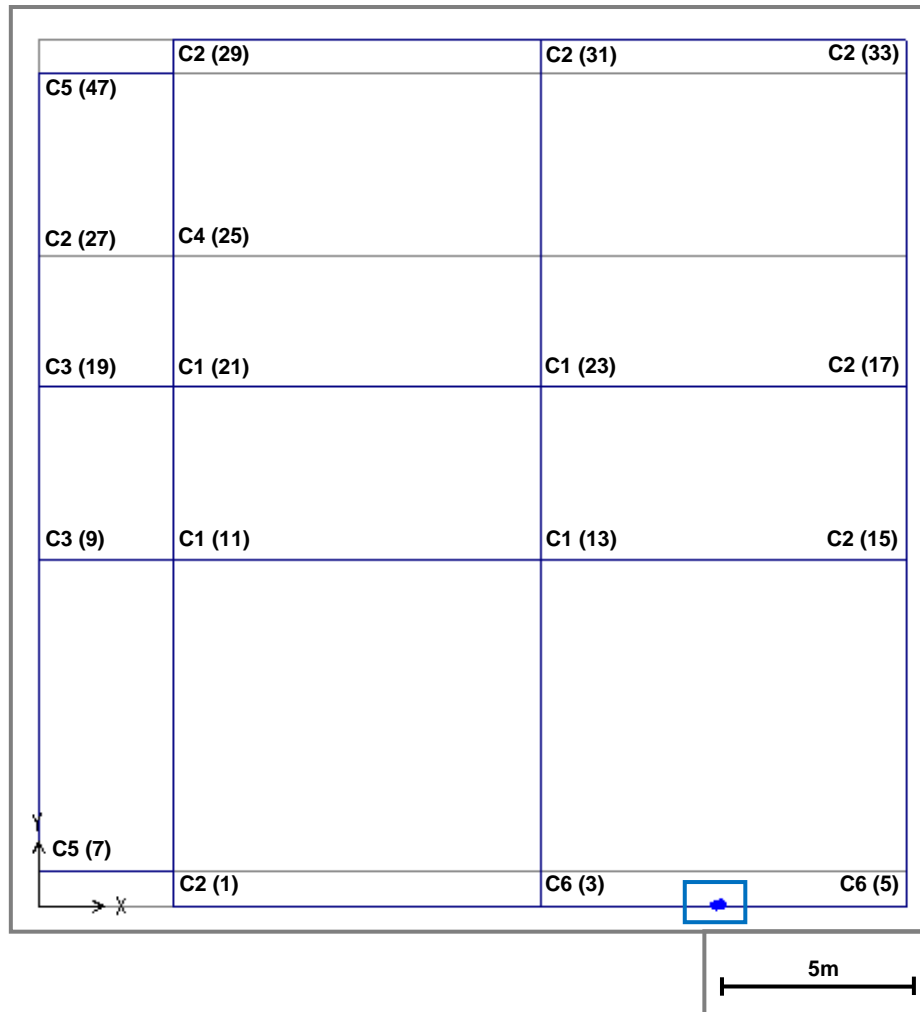 C2 (29) C2 (31) C2 (33)
C5 (47)
C2 (27) C4 (25)
C3 (19) C1 (21) C1 (23) C2 (17)
C3 (9) C1 (11) C1 (13) C2 (15)
Y
C5 (7)
C2 (1) C6 (3) C6 (5)
X
5m